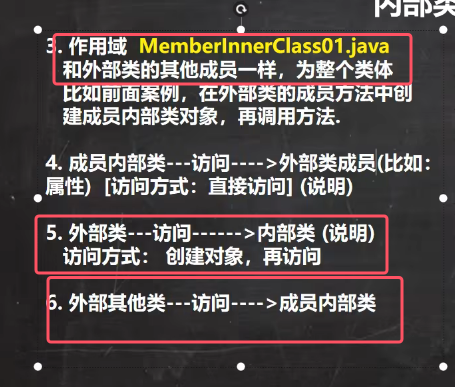 内部类
3. 作用域 MemberInnerClass01.java
和外部类的其他成员一样，为整个类体
比如前面案例，在外部类的成员方法中创
建成员内部类对象，再调用方法.
4. 成员内部类---访问---->外部类成员(比如：
属性) [访问方式：直接访问] (说明)
5. 外部类---访问------>内部类 (说明)
访问方式： 创建对象，再访问
6. 外部其他类---访问---->成员内部类